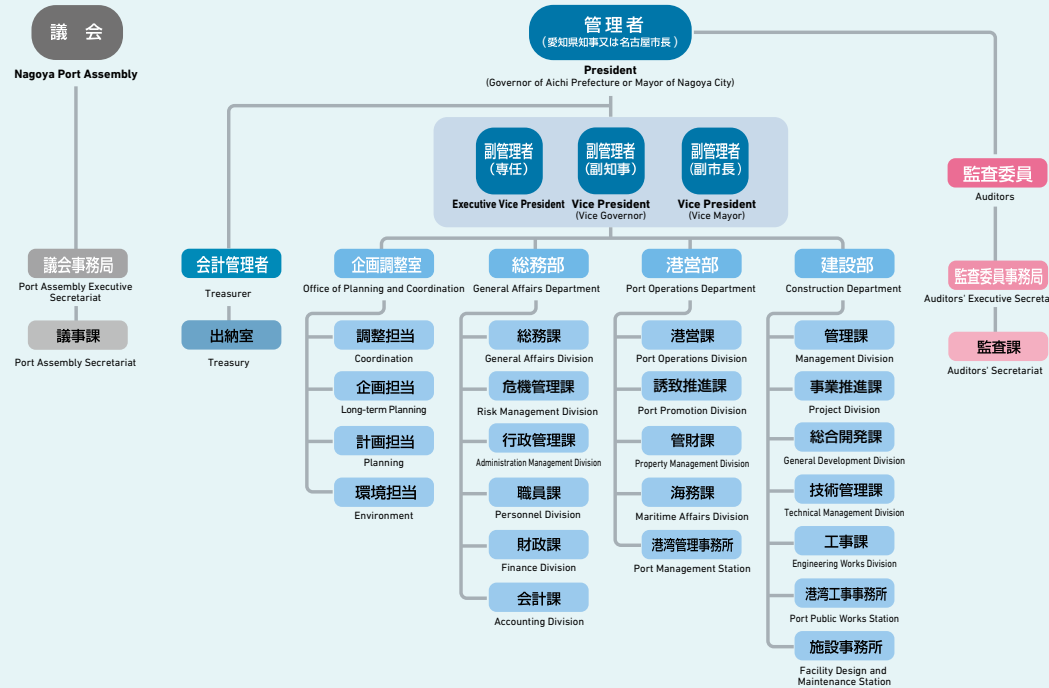 議 会
Nagoya Port Assembly
管理者
(愛知県知事又は名古屋市長)
President
(Governor of Aichi Prefecture or Mayor of Nagoya City)
副管理者
(専任)
Executive Vice President
副管理者
(副知事)
Vice President
(Vice Governor)
副管理者
(副市長)
Vice President
(Vice Mayor)
監査委員
Auditors
議会事務局
Port Assembly Executive
Secretariat
議事課
Port Assembly Secretariat
会計管理者
Treasurer
出納室
Treasury
企画調整室
Office of Planning and Coordination
調整担当
Coordination
企画担当
Long-term Planning
計画担当
Planning
環境担当
Environment
総務部
General Affairs Department
総務課
General Affairs Division
危機管理課
Risk Management Division
行政管理課
Administration Management Division
職員課
Personnel Division
財政課
Finance Division
会計課
Accounting Division
港営部
Port Operations Department
港営課
Port Operations Division
誘致推進課
Port Promotion Division
管財課
Property Management Division
海務課
Maritime Affairs Division
港湾管理事務所
Port Management Station
建設部
Construction Department
管理課
Management Division
事業推進課
Project Division
総合開発課
General Development Division
技術管理課
Technical Management Division
工事課
Engineering Works Division
港湾工事事務所
Port Public Works Station
施設事務所
Facility Design and
Maintenance Station
監査委員事務局
Auditors' Executive Secreta
監査課
Auditors' Secretariat